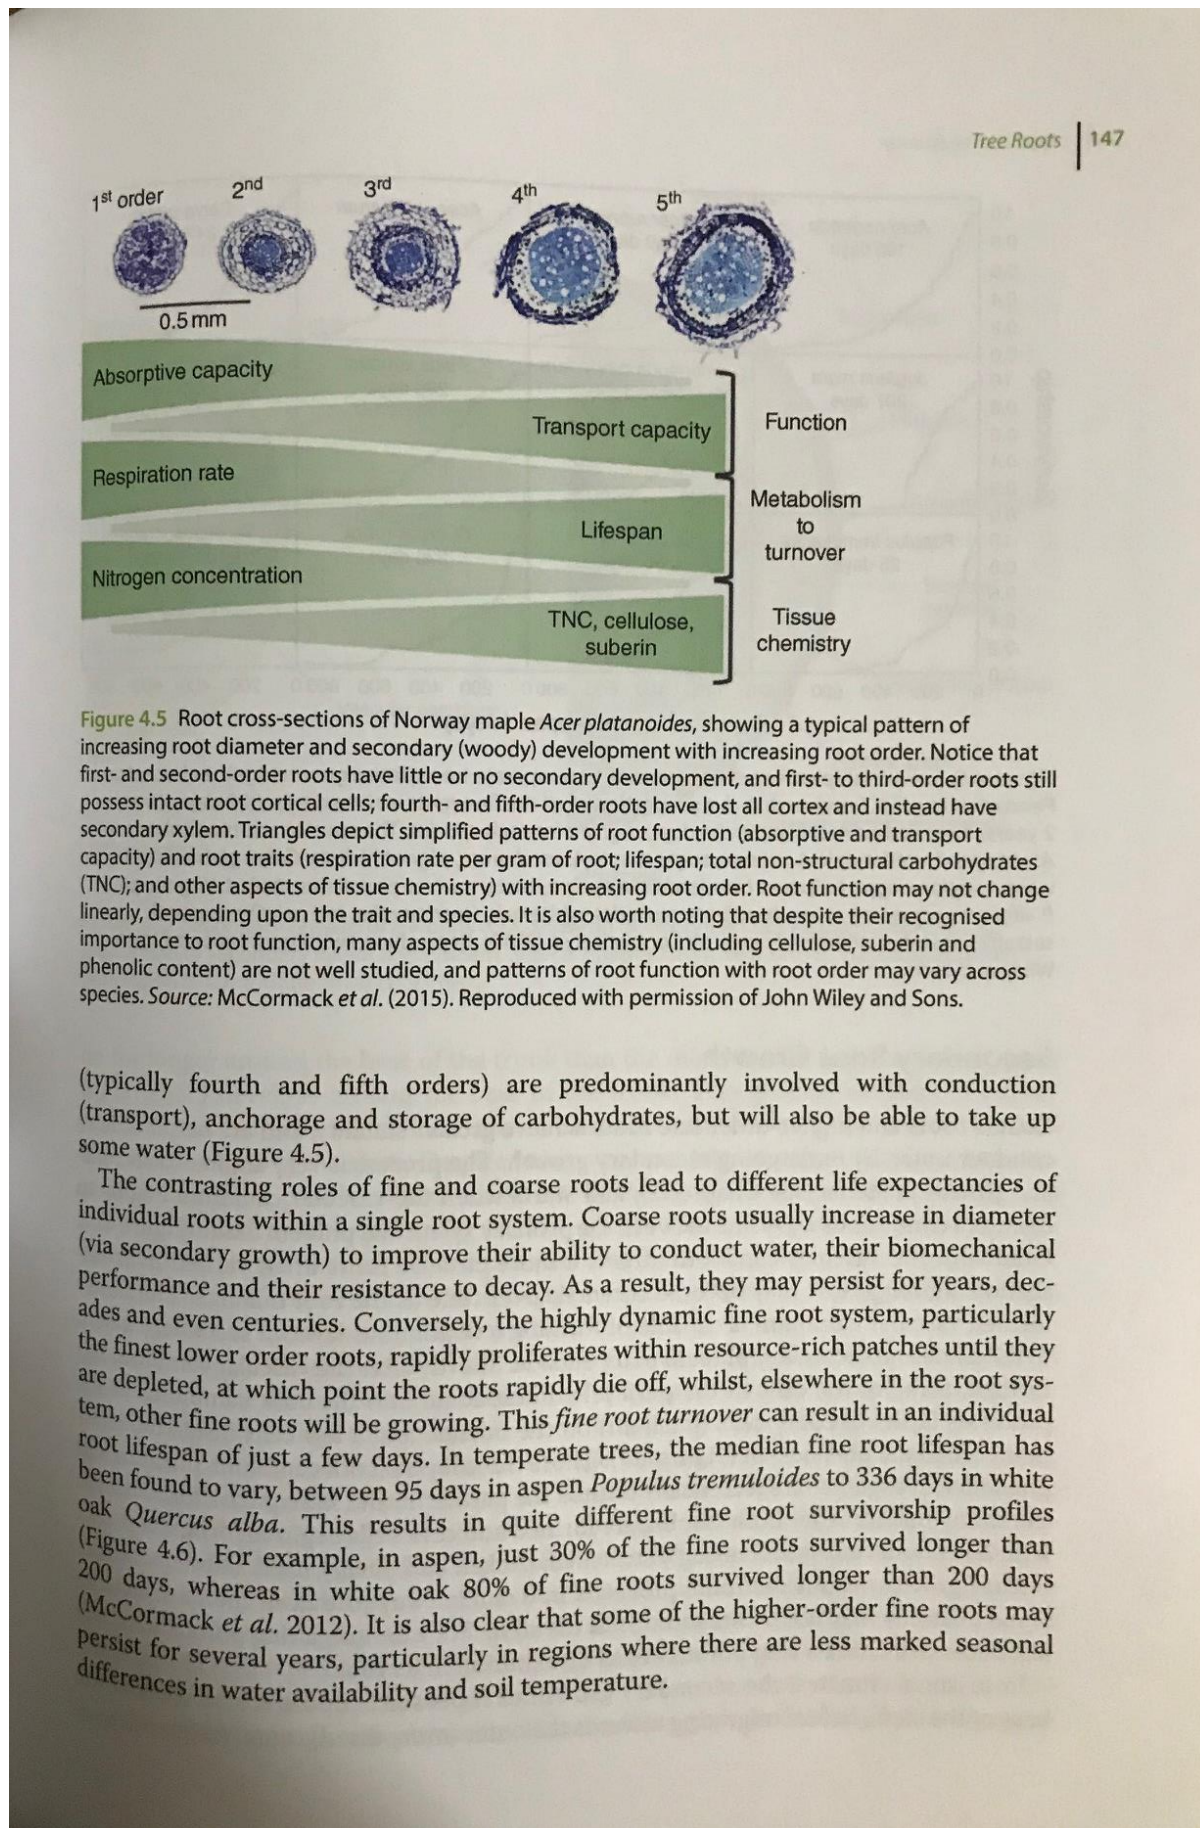 Tree Roots | 147
1st order
2nd
3rd
4th
5th
0.5 mm
Absorptive capacity
Transport capacity
Function
Respiration rate
Metabolism
to
turnover
Lifespan
Nitrogen concentration
TNC, cellulose,
suberin
Tissue
chemistry
Figure 4.5 Root cross-sections of Norway maple Acer platanoides, showing a typical pattern of
increasing root diameter and secondary (woody) development with increasing root order. Notice that
first- and second-order roots have little or no secondary development, and first- to third-order roots still
possess intact root cortical cells; fourth- and fifth-order roots have lost all cortex and instead have
secondary xylem. Triangles depict simplified patterns of root function (absorptive and transport
capacity) and root traits (respiration rate per gram of root; lifespan; total non-structural carbohydrates
(TNC); and other aspects of tissue chemistry) with increasing root order. Root function may not change
linearly, depending upon the trait and species. It is also worth noting that despite their recognised
importance to root function, many aspects of tissue chemistry (including cellulose, suberin and
phenolic content) are not well studied, and patterns of root function with root order may vary across
species. Source: McCormack et al. (2015). Reproduced with permission of John Wiley and Sons.
(typically fourth and fifth orders) are predominantly involved with conduction
(transport), anchorage and storage of carbohydrates, but will also be able to take up
some water (Figure 4.5).
The contrasting roles of fine and coarse roots lead to different life expectancies of
individual roots within a single root system. Coarse roots usually increase in diameter
(via secondary growth) to improve their ability to conduct water, their biomechanical
performance and their resistance to decay. As a result, they may persist for years, dec-
ades and even centuries. Conversely, the highly dynamic fine root system, particularly
the finest lower order roots, rapidly proliferates within resource-rich patches until they
are depleted, at which point the roots rapidly die off, whilst, elsewhere in the root sys-
tem, other fine roots will be growing. This fine root turnover can result in an individual
root lifespan of just a few days. In temperate trees, the median fine root lifespan has
been found to vary, between 95 days in aspen Populus tremuloides to 336 days in white
oak Quercus alba. This results in quite different fine root survivorship profiles
(Figure 4.6). For example, in aspen, just 30% of the fine roots survived longer than
200 days, whereas in white oak 80% of fine roots survived longer than 200 days
(McCormack et al. 2012). It is also clear that some of the higher-order fine roots may
persist for several years, particularly in regions where there are less marked seasonal
differences in water availability and soil temperature.